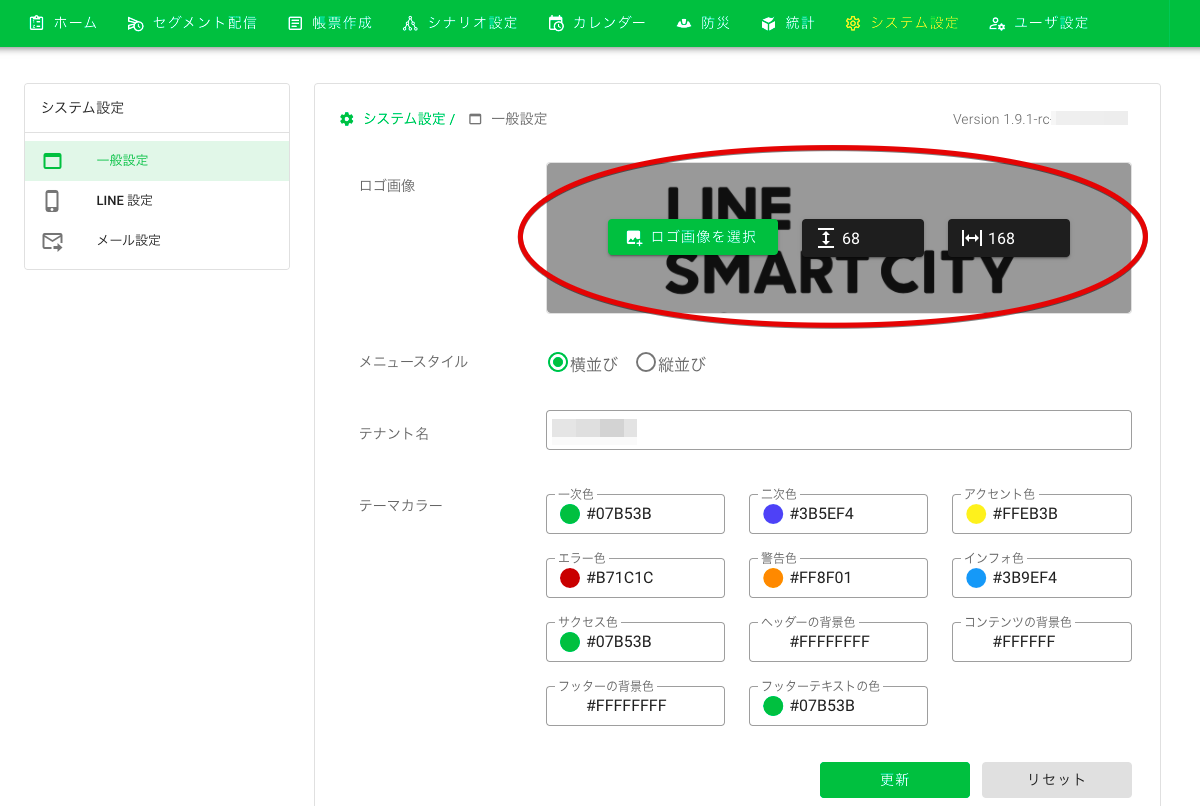 ホーム セグメント配信 帳票作成 シナリオ設定 カレンダー 防災 統計 システム設定 ユーザ設定
システム設定
一般設定
LINE 設定
メール設定
システム設定 / 一般設定 Version 1.9.1-rc-
ロゴ画像
LINE
SMART CITY
ロゴ画像を選択 68 168
メニュースタイル 横並び 縦並び
テナント名
テーマカラー
一次色 二次色 アクセント色
#07B53B #3B5EF4 #FFEB3B
エラー色 警告色 インフォ色
#B71C1C #FF8F01 #3B9EF4
サクセス色 ヘッダーの背景色 コンテンツの背景色
#07B53B #FFFFFFFF #FFFFFF
フッターの背景色 フッターテキストの色
#FFFFFFFF #07B53B
更新 リセット